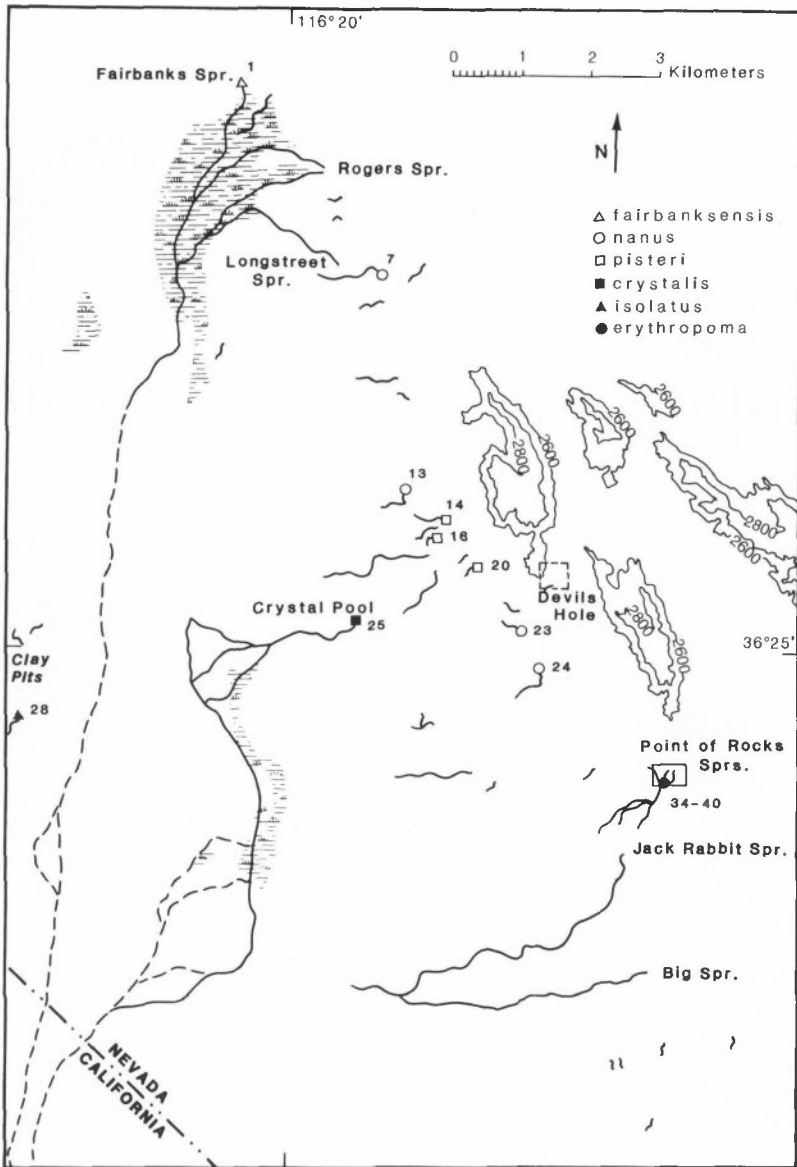 116°20'
Fairbanks Spr.
1
0 1 2 3
Kilometers
N
Rogers Spr.
fairbanksensis
nanus
pisteri
crystalis
isolatus
erythropoma
Longstreet
Spr.
7
2600
2800
2600
2600
2800
2600
13
14
16
20
Devils
Hole
2800
2600
Crystal Pool
25
23
36°25'
Clay
Pits
28
24
Point of Rocks
Sprs.
34-40
Jack Rabbit Spr.
Big Spr.
NEVADA
CALIFORNIA